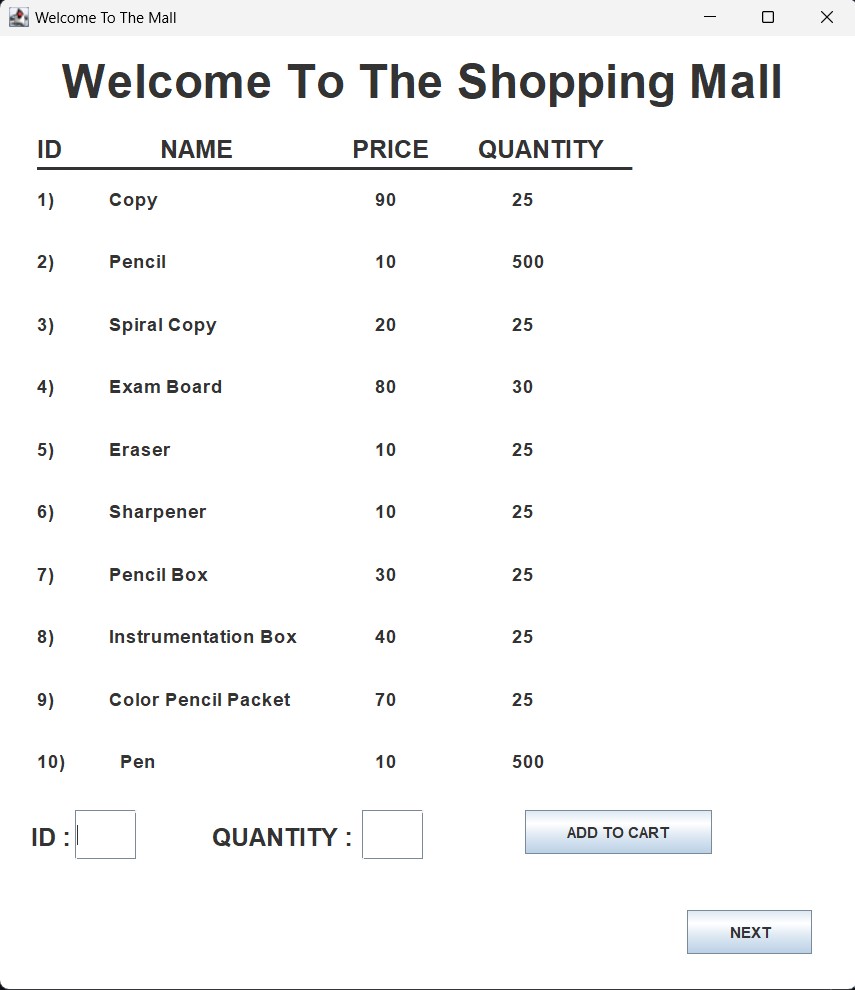 Welcome To The Mall
Welcome To The Shopping Mall
ID NAME PRICE QUANTITY
1) Copy 90 25
2) Pencil 10 500
3) Spiral Copy 20 25
4) Exam Board 80 30
5) Eraser 10 25
6) Sharpener 10 25
7) Pencil Box 30 25
8) Instrumentation Box 40 25
9) Color Pencil Packet 70 25
10) Pen 10 500
ID : QUANTITY : ADD TO CART
NEXT